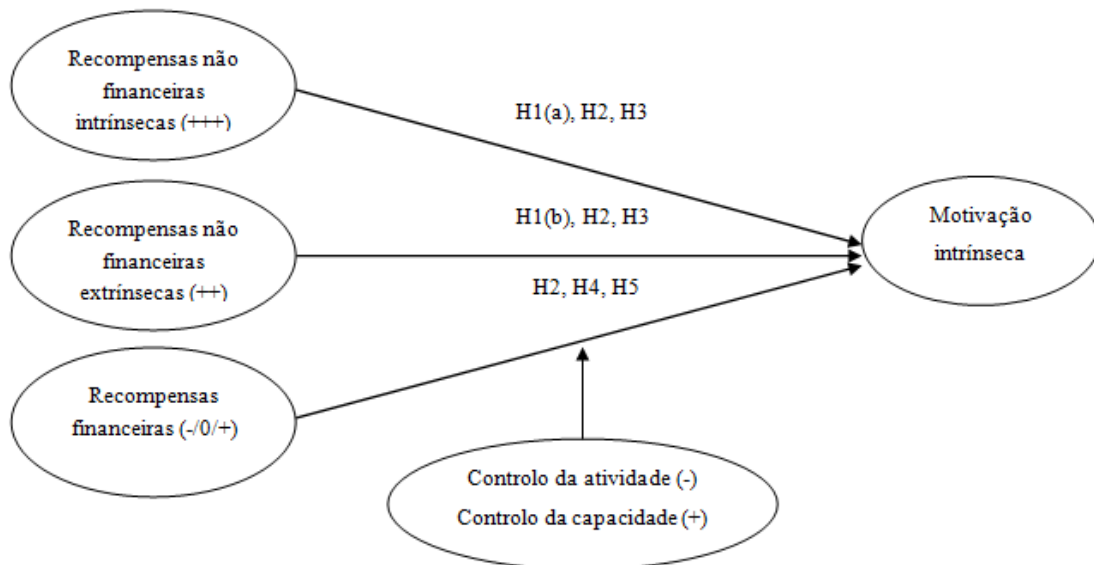 Recompensas não
financeiras
intrínsecas (+++)
H1(a), H2, H3
Recompensas não
financeiras
extrínsecas (++)
H1(b), H2, H3
Motivação
intrínseca
H2, H4, H5
Recompensas
financeiras (-/0/+)
Controlo da atividade (-)
Controlo da capacidade (+)